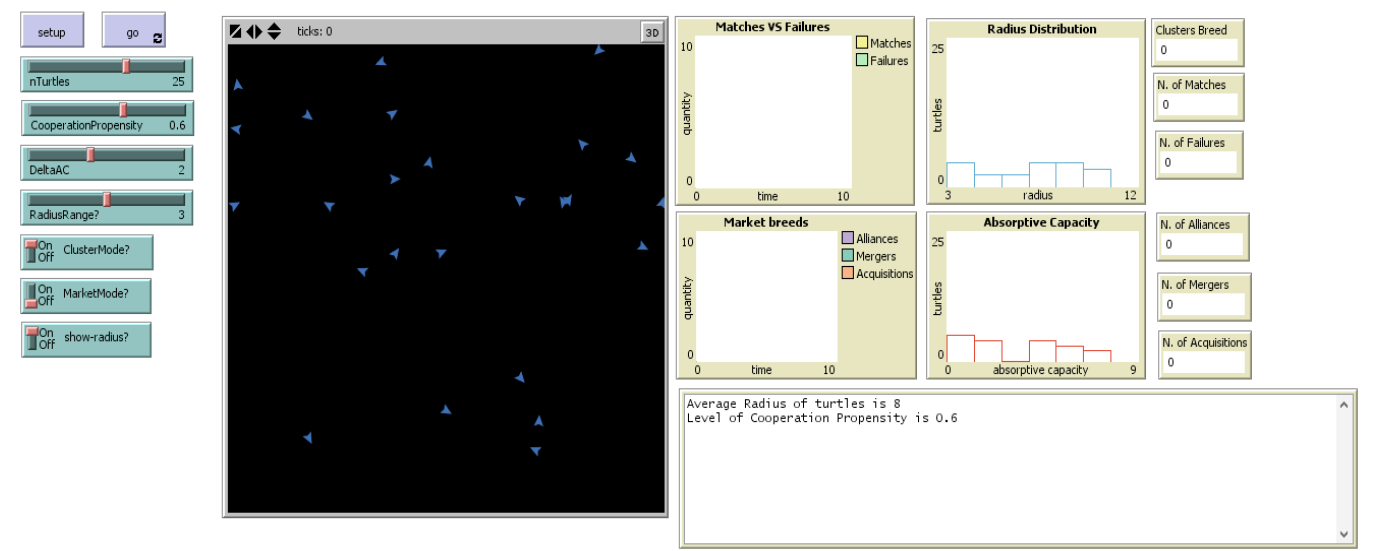 setup
go
nTurtles 25
CooperationPropensity 0.6
DeltaAC 2
RadiusRange? 3
On
Off
ClusterMode?
On
Off
MarketMode?
On
Off
show-radius?
ticks: 0
3D
Matches VS Failures
10
quantity
0
0
time
10
Matches
Failures
Radius Distribution
25
turtles
0
3
radius
12
Clusters Breed
0
N. of Matches
0
N. of Failures
0
Market breeds
10
quantity
0
0
time
10
Alliances
Mergers
Acquisitions
Absorptive Capacity
25
turtles
0
0
absorptive capacity
9
N. of Alliances
0
N. of Mergers
0
N. of Acquisitions
0
Average Radius of turtles is 8
Level of Cooperation Propensity is 0.6